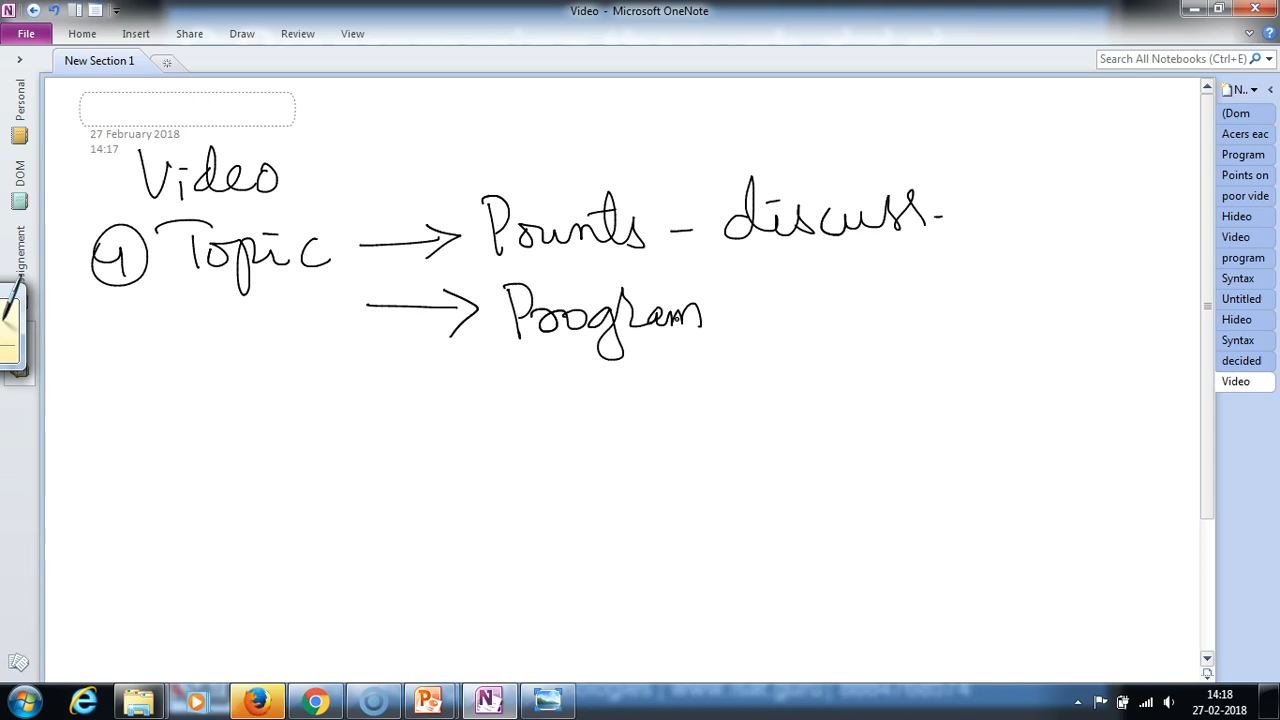 Video - Microsoft OneNote
File Home Insert Share Draw Review View
New Section 1
Search All Notebooks (Ctrl+E)
N..
Personal
DOM
signement
27 February 2018
14:17
Video
4 Topic → Points - discuss.
→ Program
(Dom
Acers eac
Program
Points on
poor vide
Hideo
Video
program
Syntax
Untitled
Hideo
Syntax
decided
Video
14:18
27-02-2018